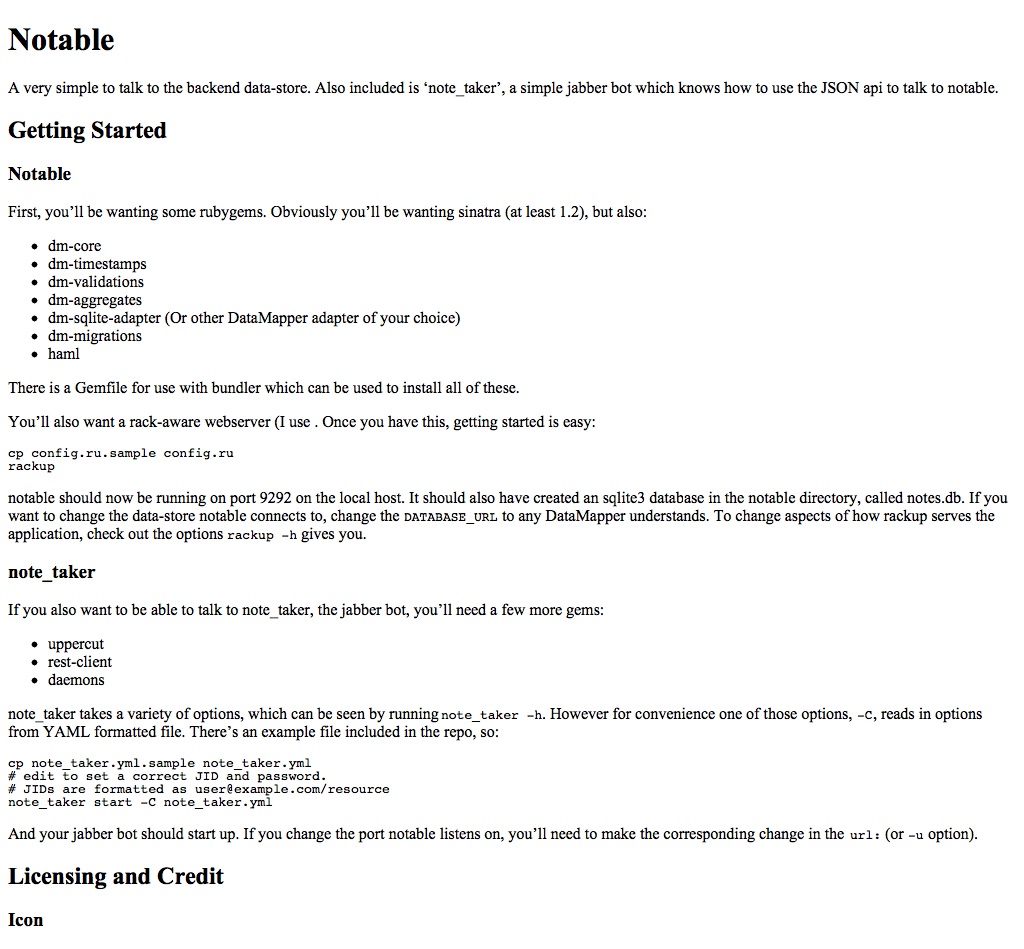 Notable
A very simple to talk to the backend data-store. Also included is ‘note_taker’, a simple jabber bot which knows how to use the JSON api to talk to notable.
Getting Started
Notable
First, you’ll be wanting some rubygems. Obviously you’ll be wanting sinatra (at least 1.2), but also:
• dm-core
• dm-timestamps
• dm-validations
• dm-aggregates
• dm-sqlite-adapter (Or other DataMapper adapter of your choice)
• dm-migrations
• haml
There is a Gemfile for use with bundler which can be used to install all of these.
You’ll also want a rack-aware webserver (I use . Once you have this, getting started is easy:
cp config.ru.sample config.ru
rackup
notable should now be running on port 9292 on the local host. It should also have created an sqlite3 database in the notable directory, called notes.db. If you
want to change the data-store notable connects to, change the DATABASE_URL to any DataMapper understands. To change aspects of how rackup serves the
application, check out the options rackup -h gives you.
note_taker
If you also want to be able to talk to note_taker, the jabber bot, you’ll need a few more gems:
• uppercut
• rest-client
• daemons
note_taker takes a variety of options, which can be seen by running note_taker -h. However for convenience one of those options, -C, reads in options
from YAML formatted file. There’s an example file included in the repo, so:
cp note_taker.yml.sample note_taker.yml
# edit to set a correct JID and password.
# JIDs are formatted as user@example.com/resource
note_taker start -C note_taker.yml
And your jabber bot should start up. If you change the port notable listens on, you’ll need to make the corresponding change in the url: (or -u option).
Licensing and Credit
Icon